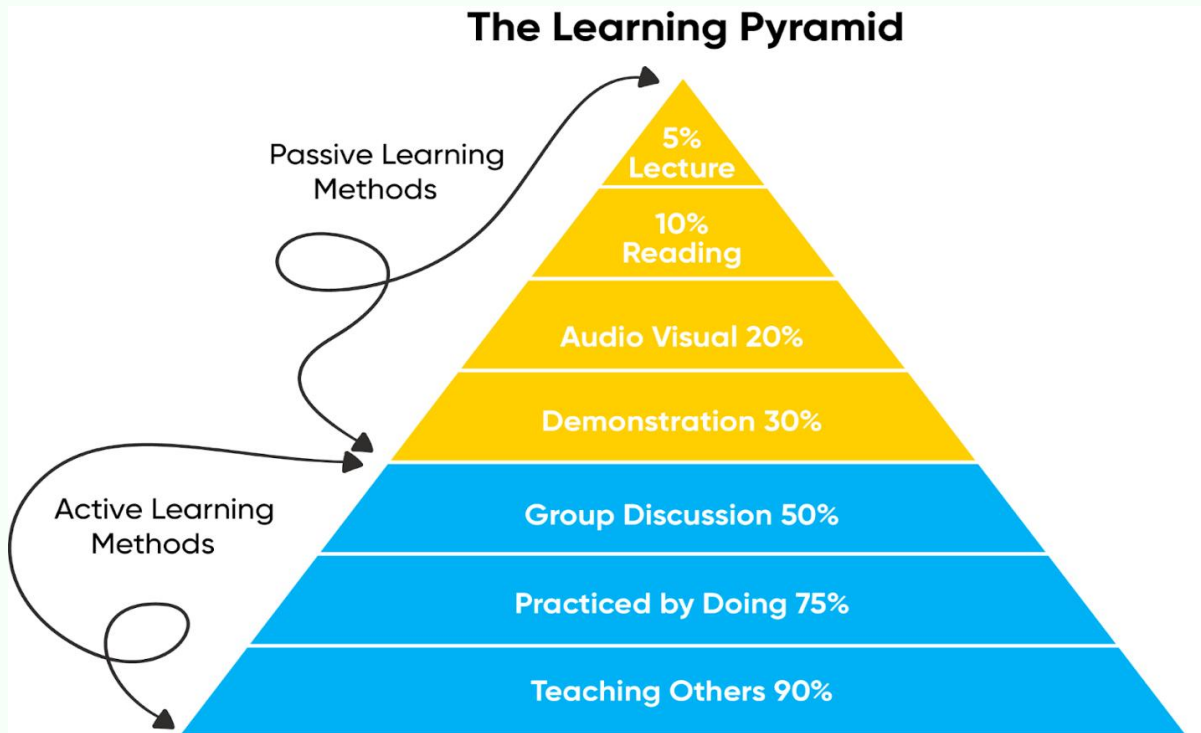 The Learning Pyramid
Passive Learning
Methods
5%
Lecture
10%
Reading
Audio Visual 20%
Demonstration 30%
Active Learning
Methods
Group Discussion 50%
Practiced by Doing 75%
Teaching Others 90%